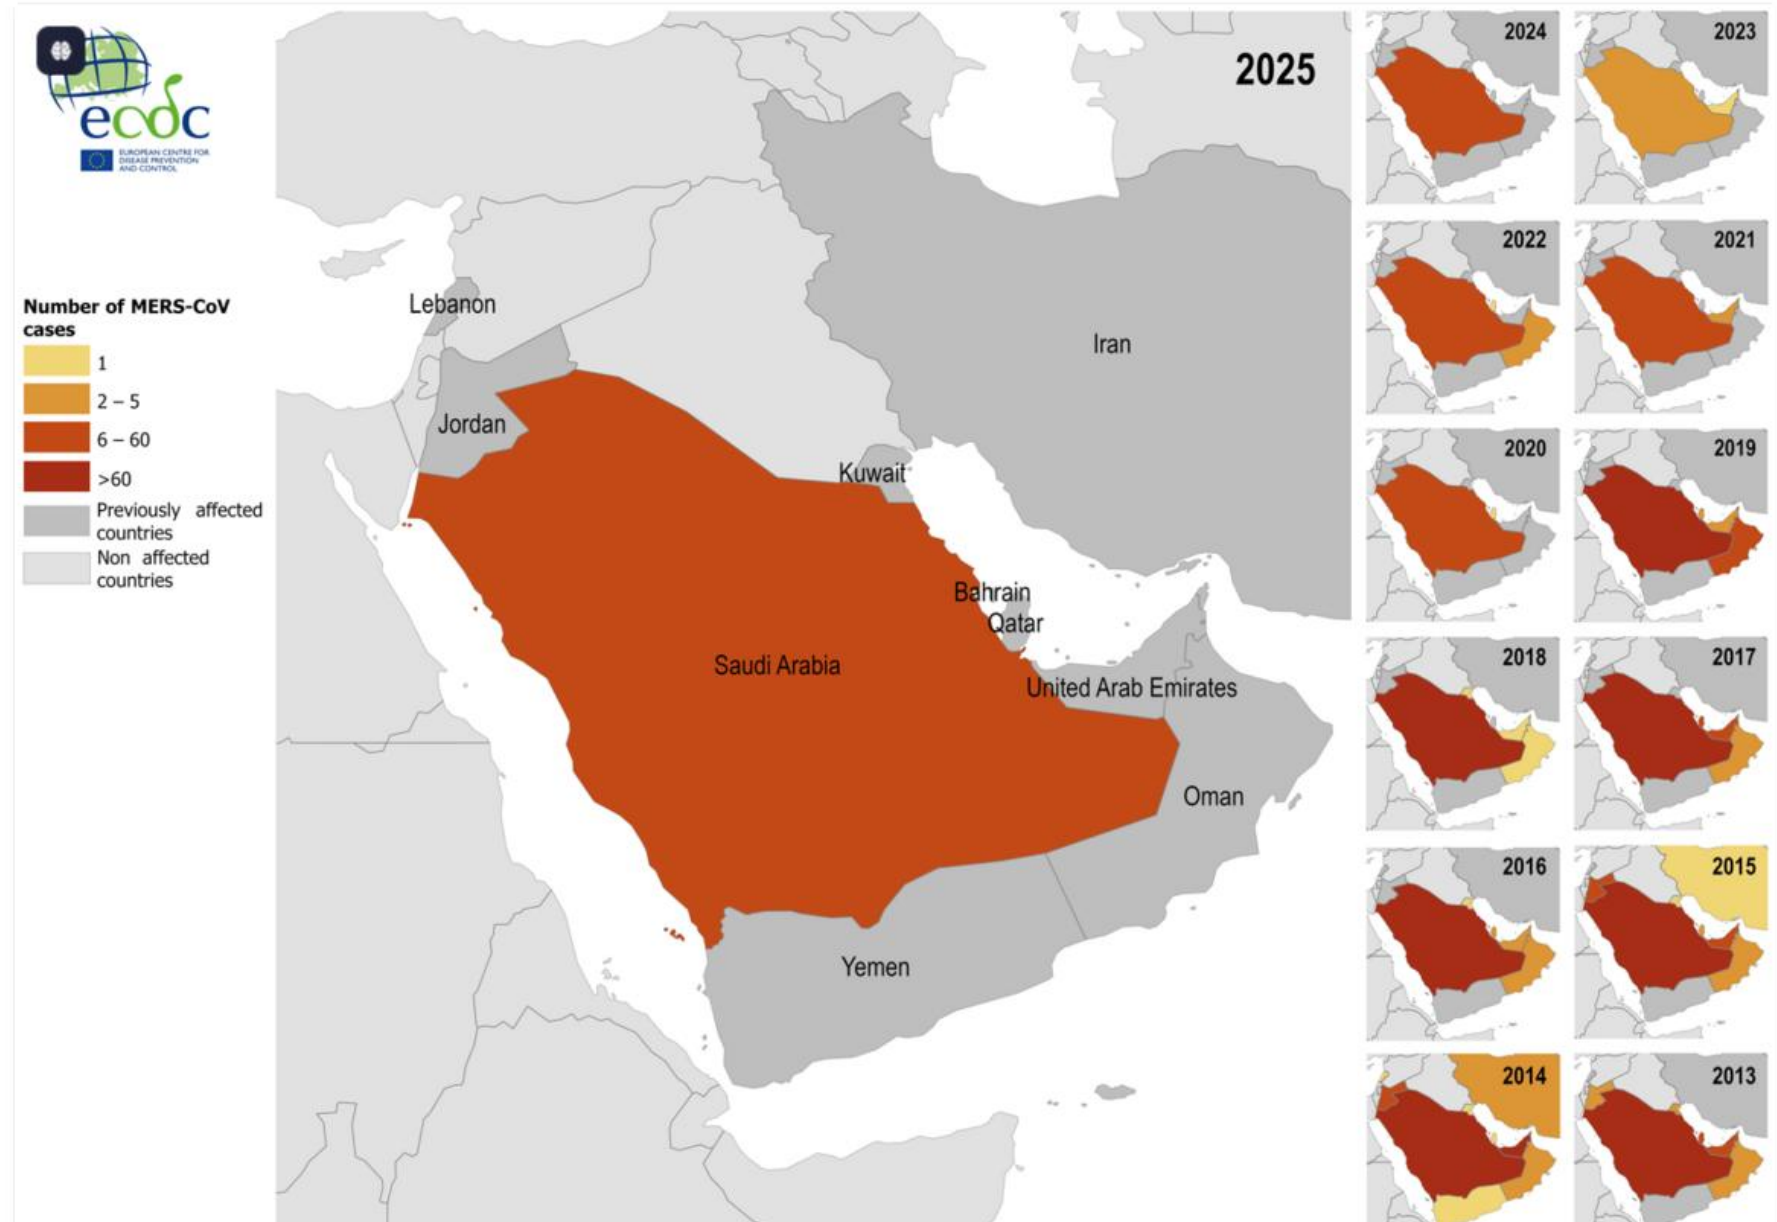 ecdc
EUROPEAN CENTRE FOR
DISEASE PREVENTION
AND CONTROL
Number of MERS-CoV
cases
1
2 – 5
6 – 60
>60
Previously affected
countries
Non affected
countries
2025
Lebanon
Iran
Jordan
Kuwait
Bahrain
Qatar
Saudi Arabia
United Arab Emirates
Oman
Yemen
2024
2023
2022
2021
2020
2019
2018
2017
2016
2015
2014
2013